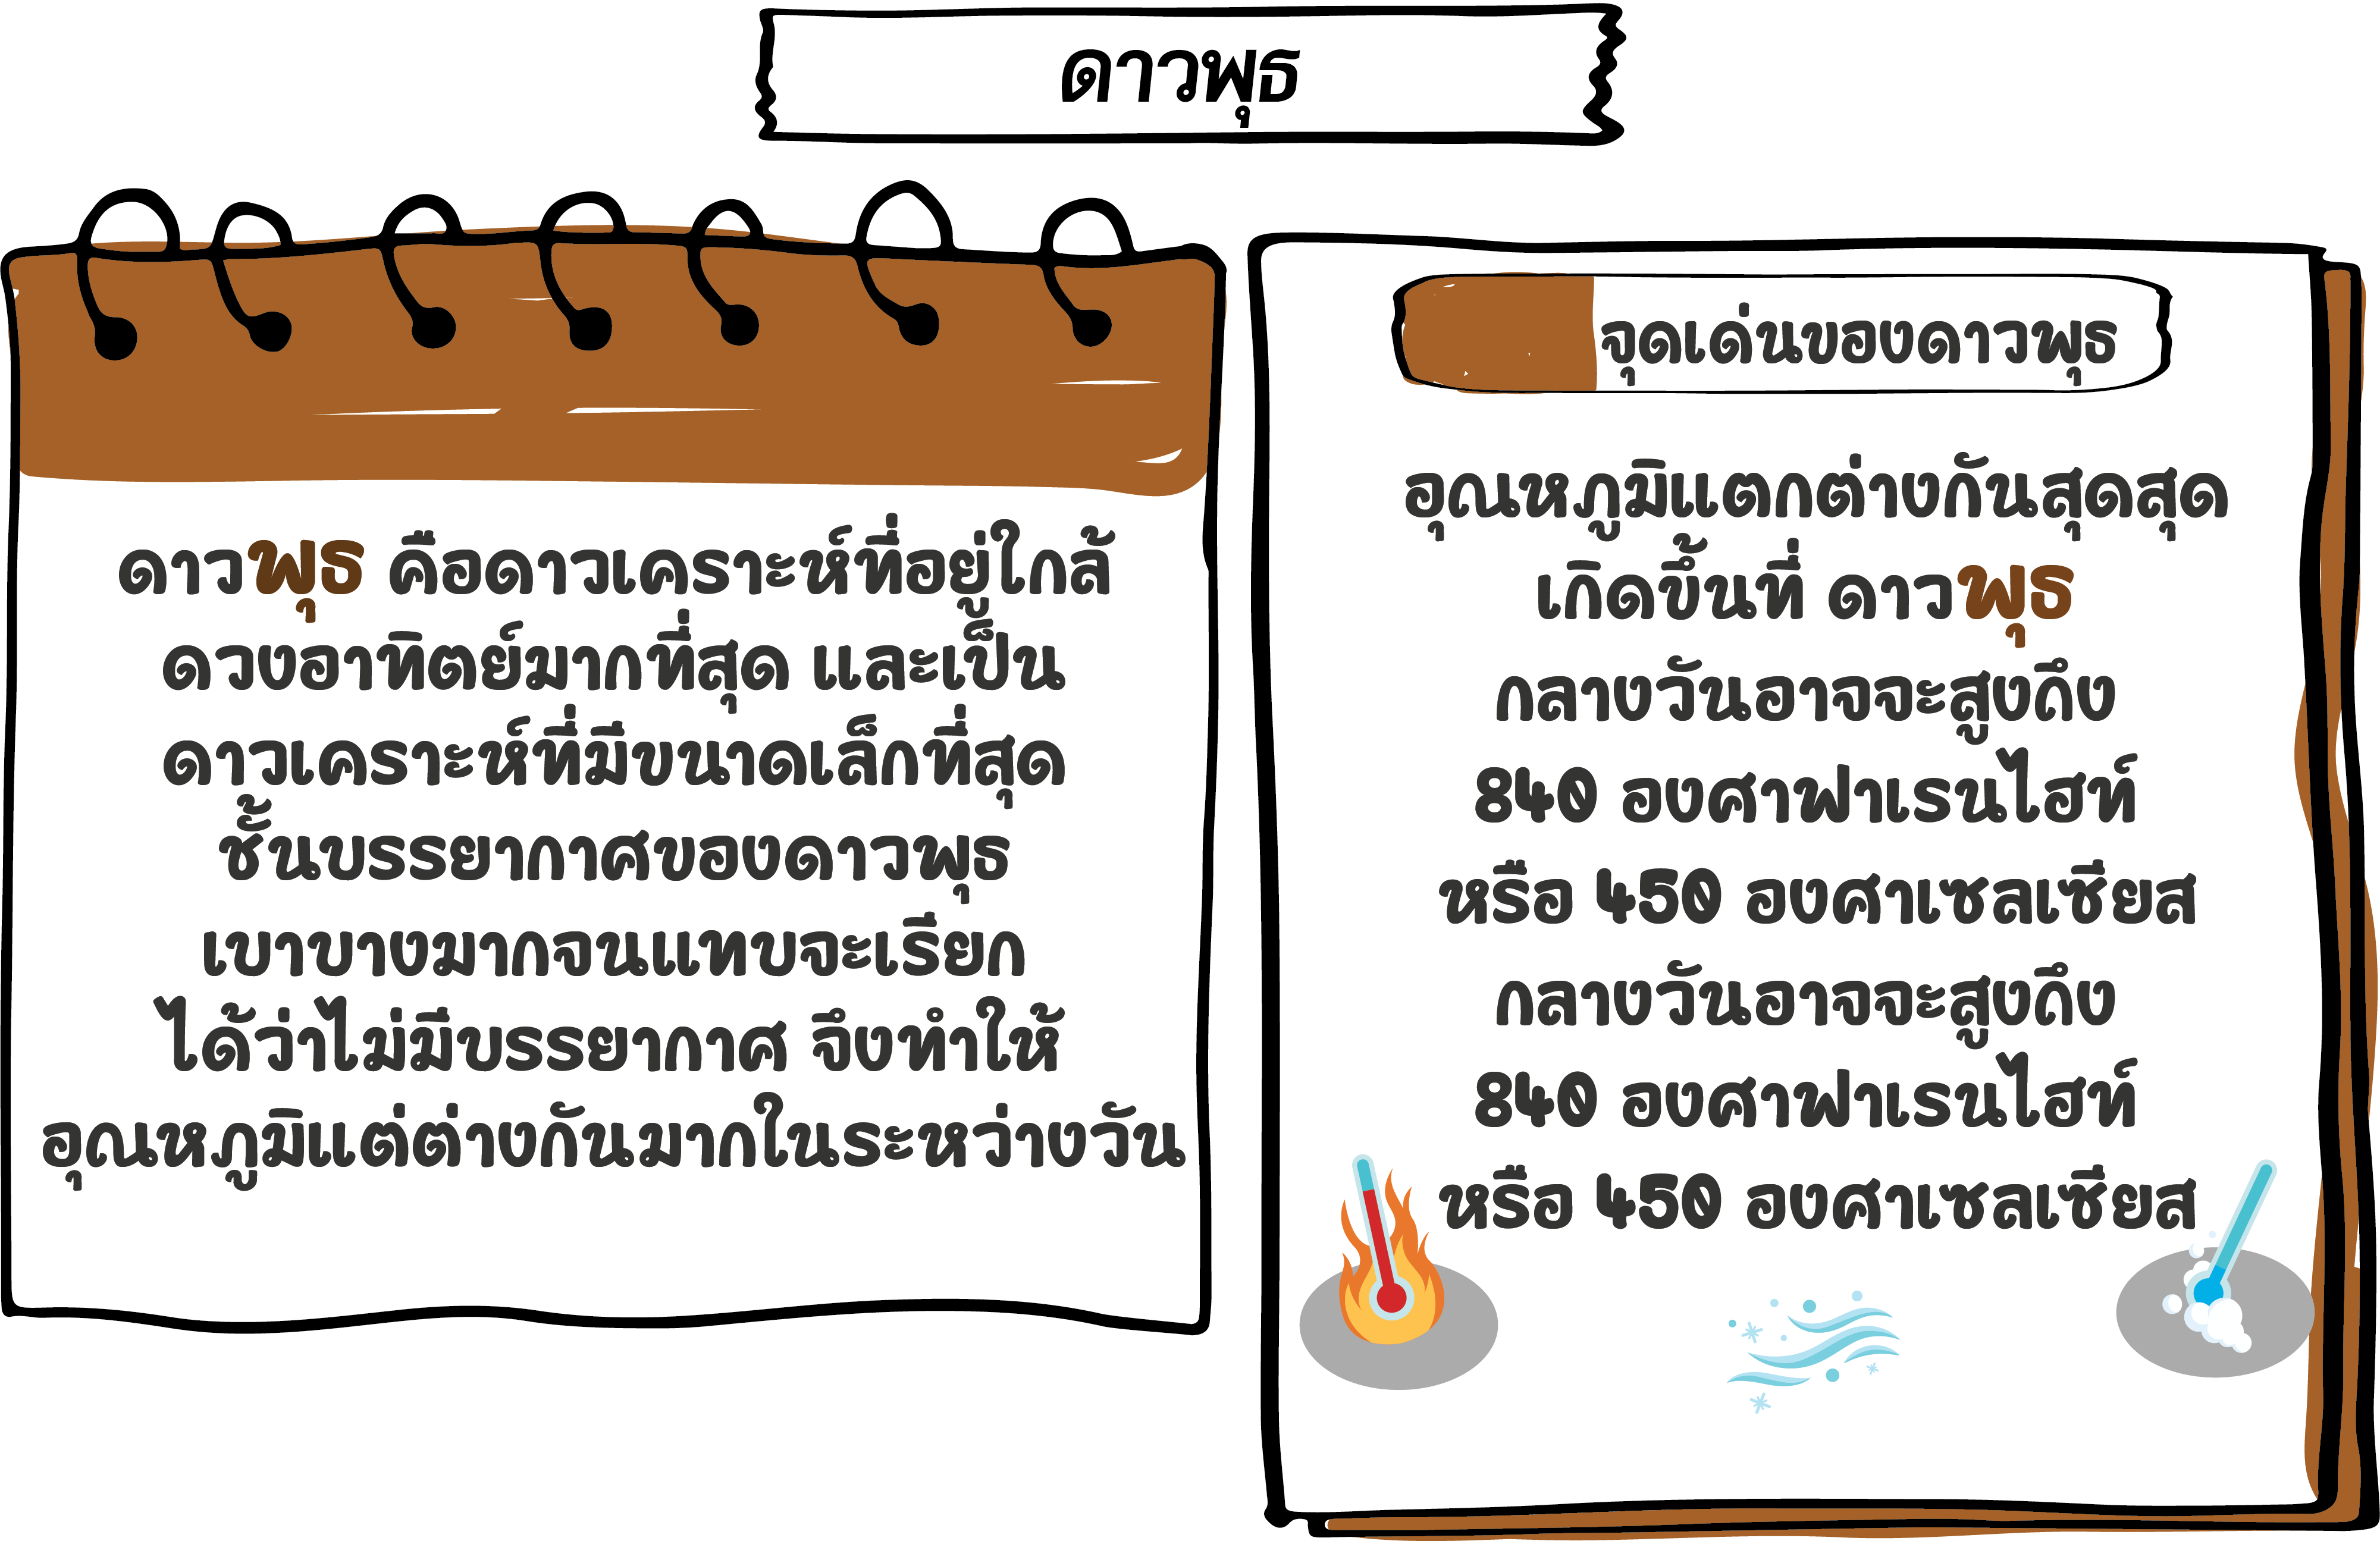 ดาวพุธ
ดาวพุธ คือดาวเคราะห์ที่อยู่ใกล้
ดวงอาทิตย์มากที่สุด และเป็น
ดาวเคราะห์ที่มีขนาดเล็กที่สุด
ชั้นบรรยากาศของดาวพุธ
เบาบางมากจนแทบจะเรียก
ได้ว่าไม่มีบรรยากาศ จึงทำให้
อุณหภูมิแต่ต่างกันมากในระหว่างวัน
จุดเด่นของดาวพุธ
อุณหภูมิแตกต่างกันสุดสุด
เกิดขึ้นที่ ดาวพุธ
กลางวันอาจจะสูงถึง
840 องศาฟาเรนไฮท์
หรือ 450 องศาเซลเซียส
กลางวันอาจจะสูงถึง
840 องศาฟาเรนไฮท์
หรือ 450 องศาเซลเซียส